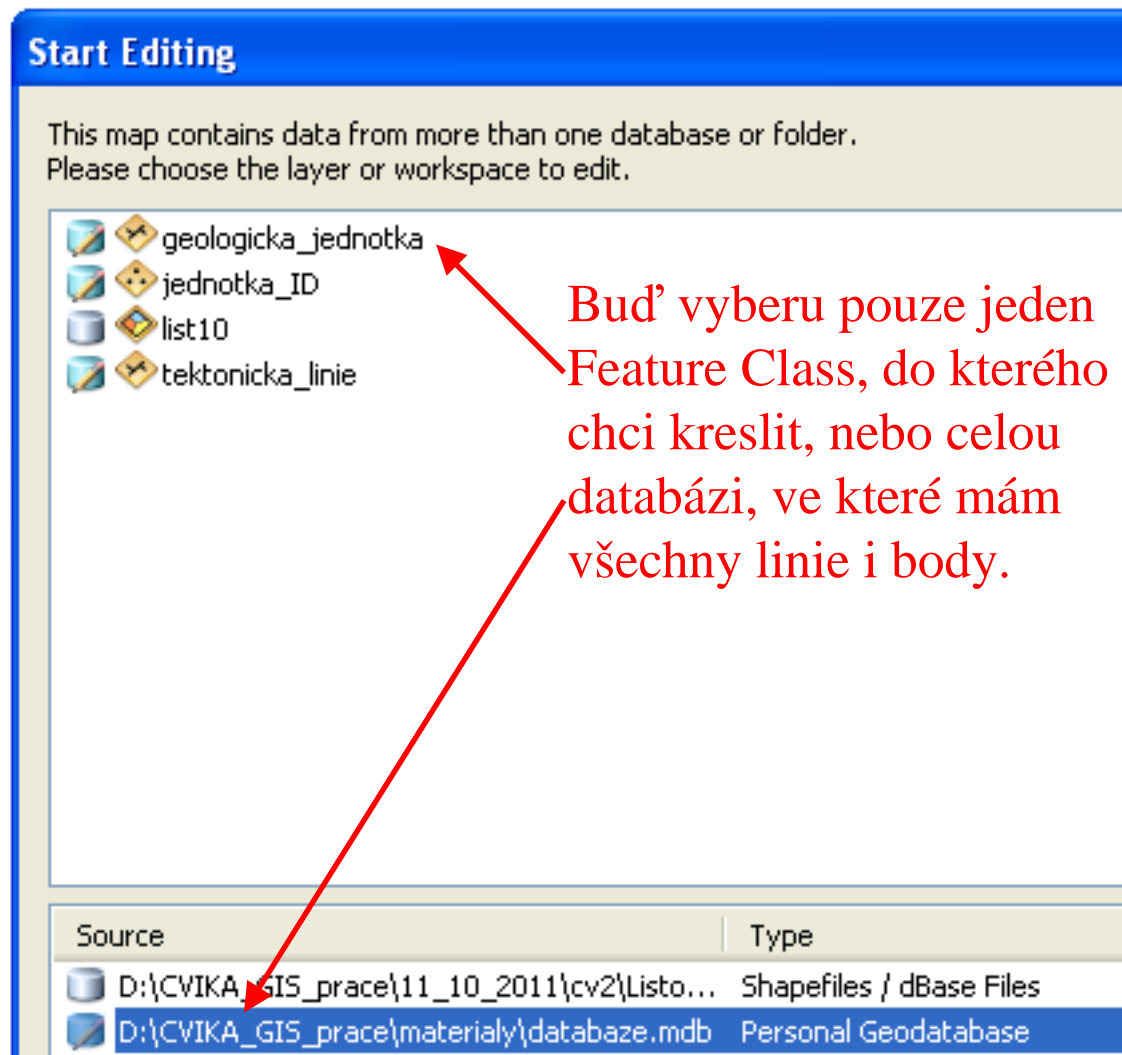 Start Editing
This map contains data from more than one database or folder.
Please choose the layer or workspace to edit.
geologicka_jednotka
jednotka_ID
list10
tektonicka_linie
Buď vyberu pouze jeden
Feature Class, do kterého
chci kreslit, nebo celou
databázi, ve které mám
všechny linie i body.
Source Type
D:\CVIKA_GIS_prace\11_10_2011\cv2\Listo... Shapefiles / dBase Files
D:\CVIKA_GIS_prace\materialy\databaze.mdb Personal Geodatabase